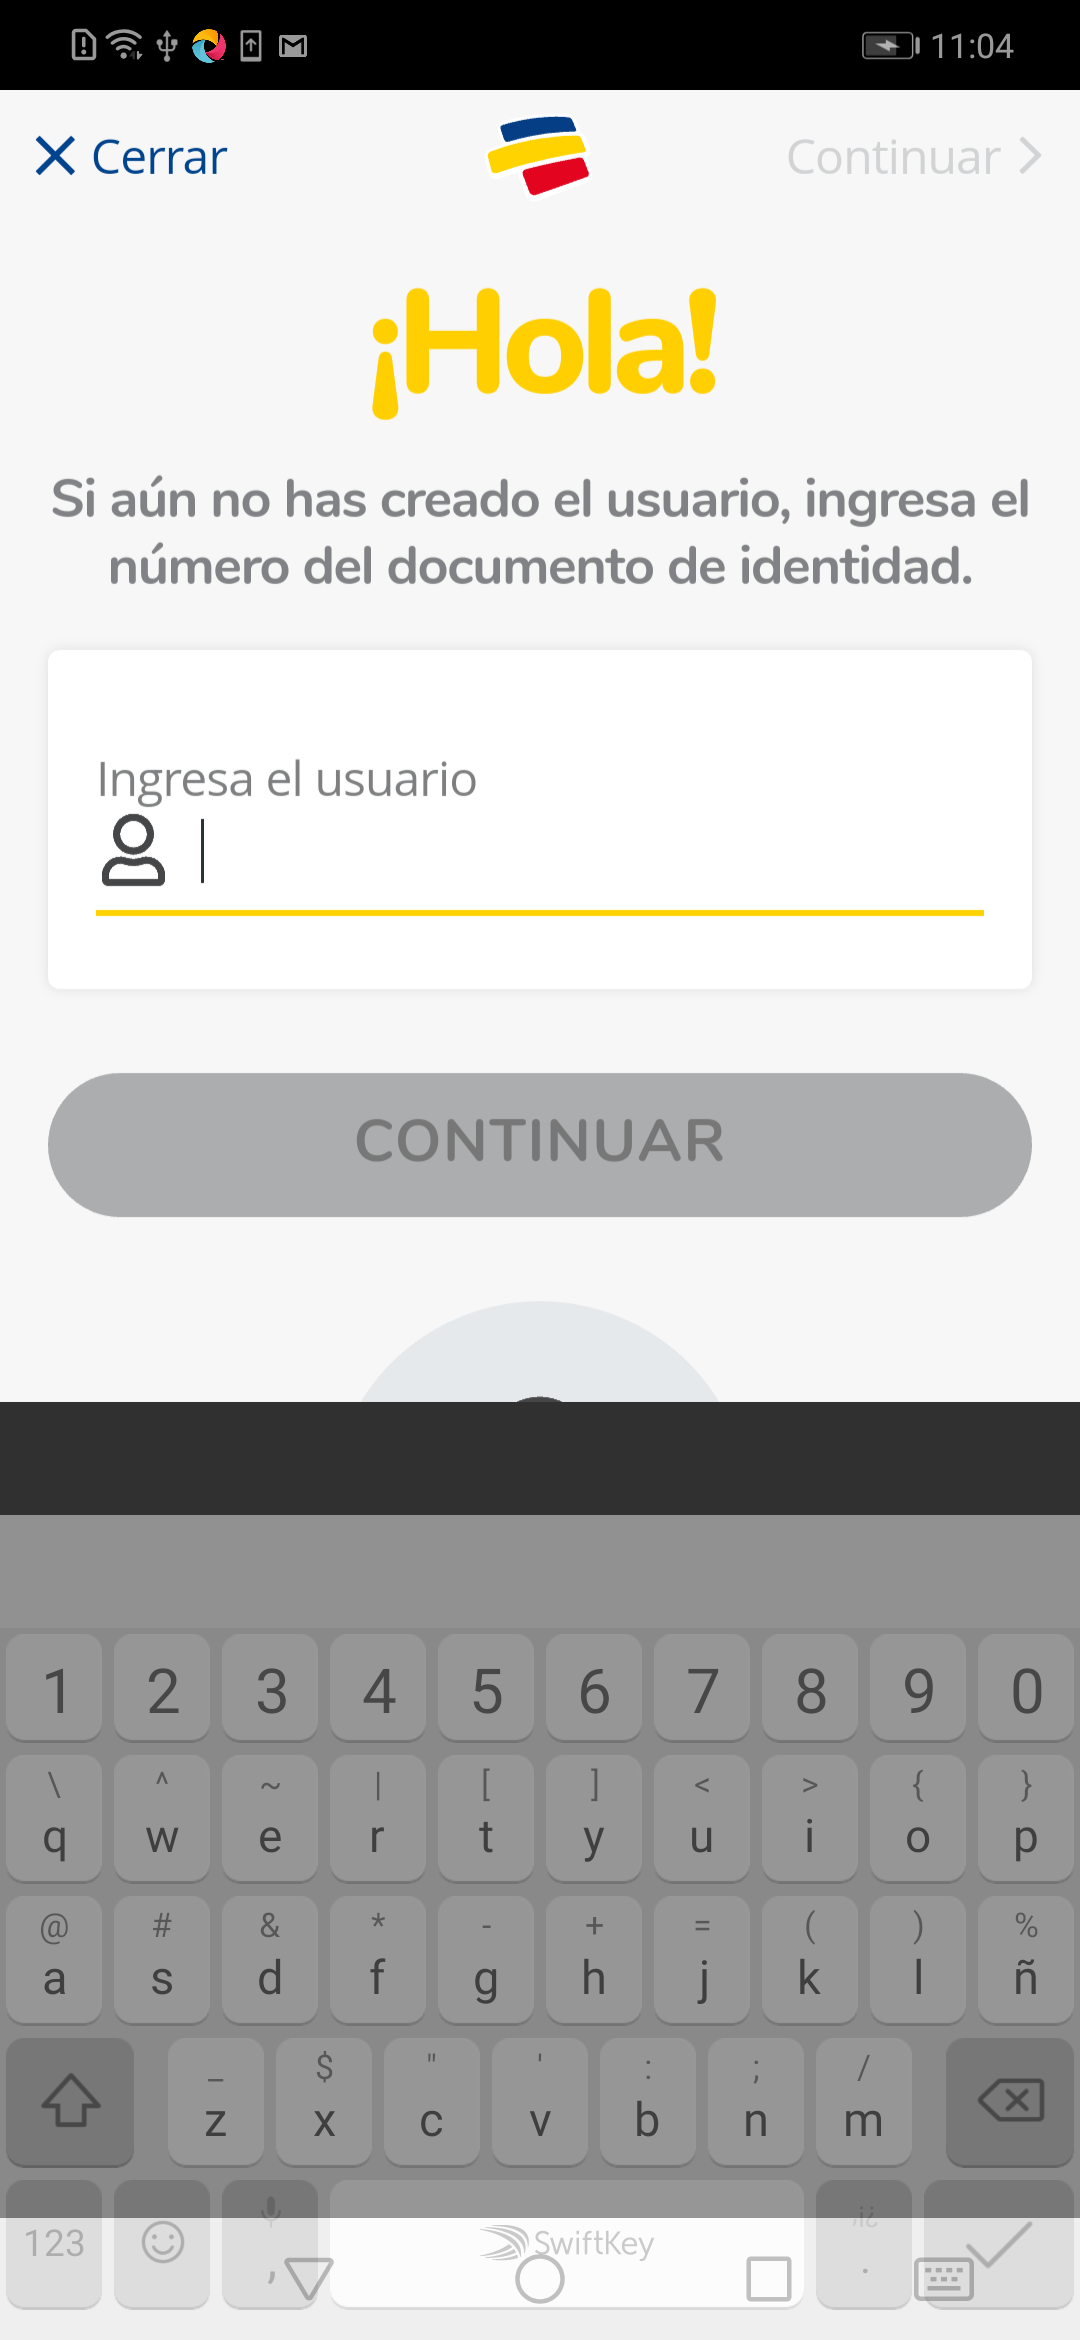 11:04
Cerrar
Continuar
¡Hola!
Si aún no has creado el usuario, ingresa el
número del documento de identidad.
Ingresa el usuario
CONTINUAR
1 2 3 4 5 6 7 8 9 0
\ ^ ~ | [ ] < > { }
q w e r t y u i o p
@ # & * - + = ( ) %
a s d f g h j k l ñ
_ $ " ' : ; /
z x c v b n m
123 , SwiftKey .